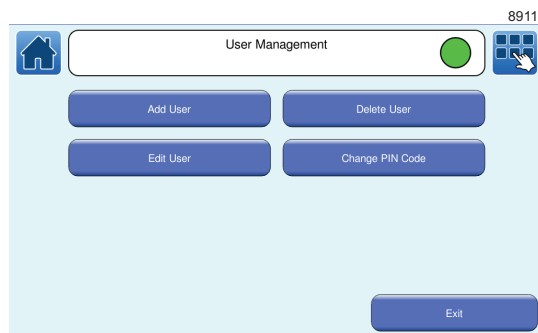 8911
User Management
Add User
Delete User
Edit User
Change PIN Code
Exit